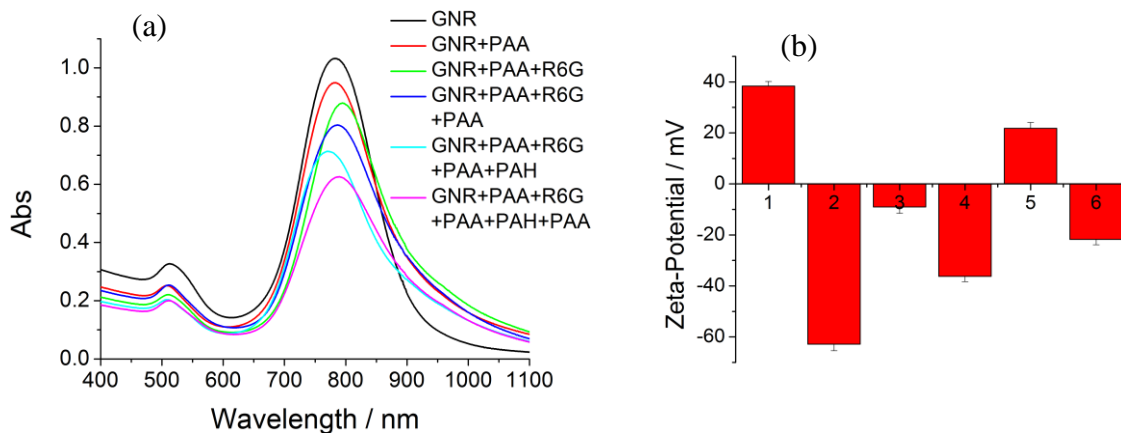 (a)
GNR
GNR+PAA
GNR+PAA+R6G
GNR+PAA+R6G
+PAA
GNR+PAA+R6G
+PAA+PAH
GNR+PAA+R6G
+PAA+PAH+PAA
1.0
0.8
0.6
0.4
0.2
0.0
Abs
400 500 600 700 800 900 1000 1100
Wavelength / nm
(b)
40
20
0
-20
-40
-60
Zeta-Potential / mV
1 2 3 4 5 6